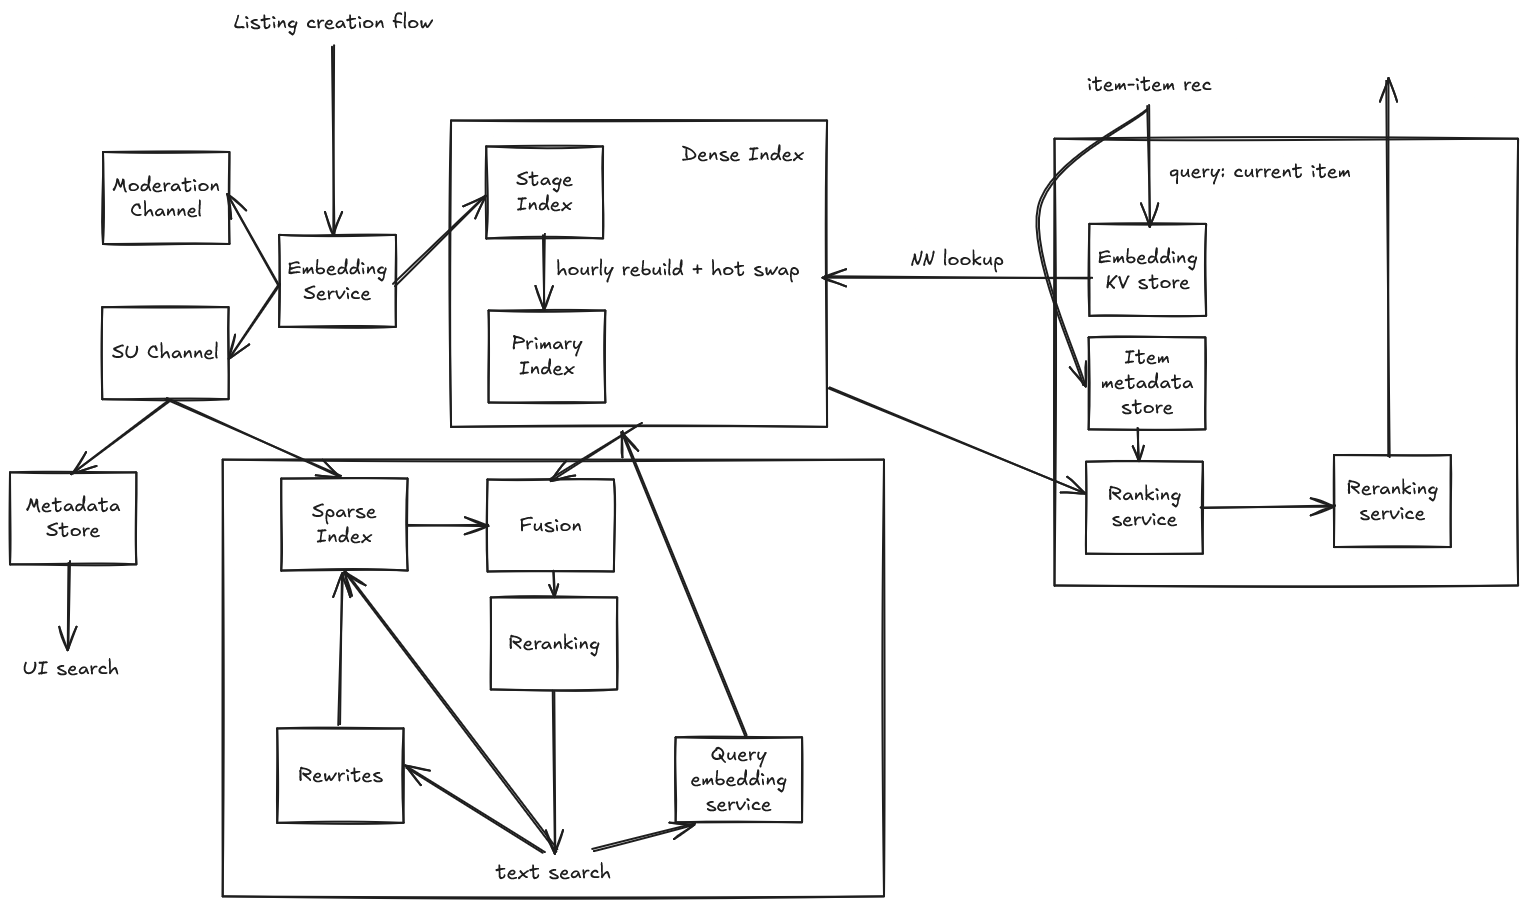 Listing creation flow
item-item rec
Dense Index
query: current item
Moderation
Channel
Stage
Index
Embedding
Service
hourly rebuild + hot swap
NN lookup
Embedding
KV store
SU Channel
Primary
Index
Item
metadata
store
Metadata
Store
Sparse
Index
Fusion
Ranking
service
Reranking
service
UI search
Reranking
Rewrites
Query
embedding
service
text search